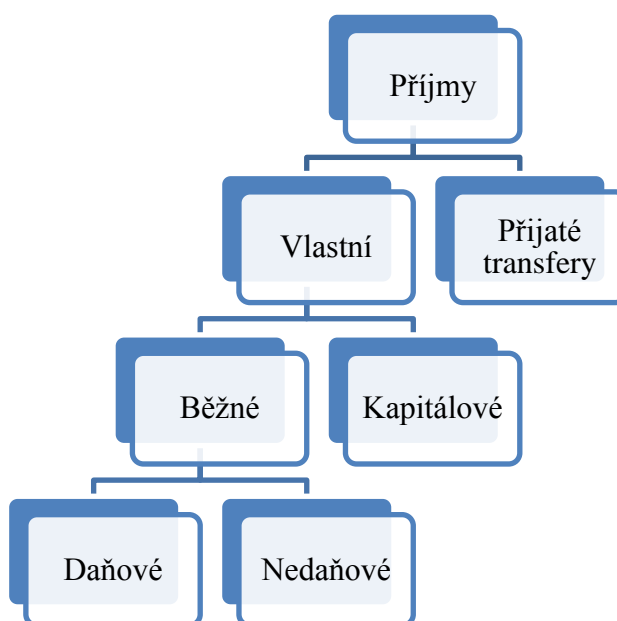 Příjmy
Vlastní
Přijaté
transfery
Běžné
Kapitálové
Daňové
Nedaňové